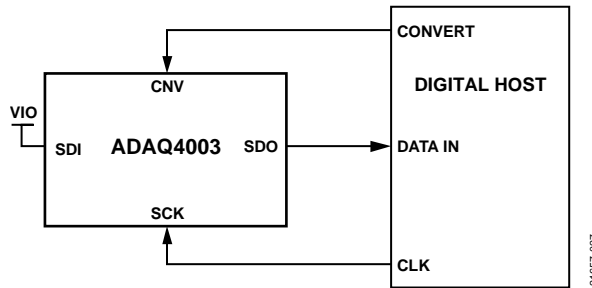 CONVERT
CNV
DIGITAL HOST
VIO
SDI
ADAQ4003
SDO
DATA IN
SCK
CLK